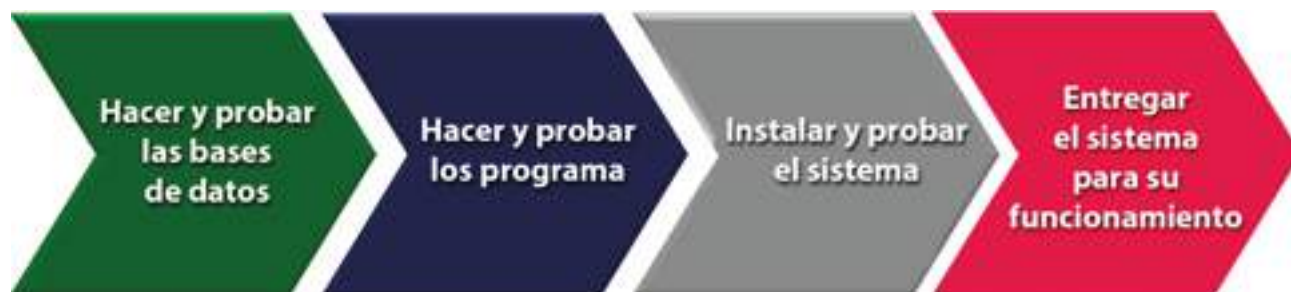 Hacer y probar
las bases
de datos
Hacer y probar
los programa
Instalar y probar
el sistema
Entregar
el sistema
para su
funcionamiento